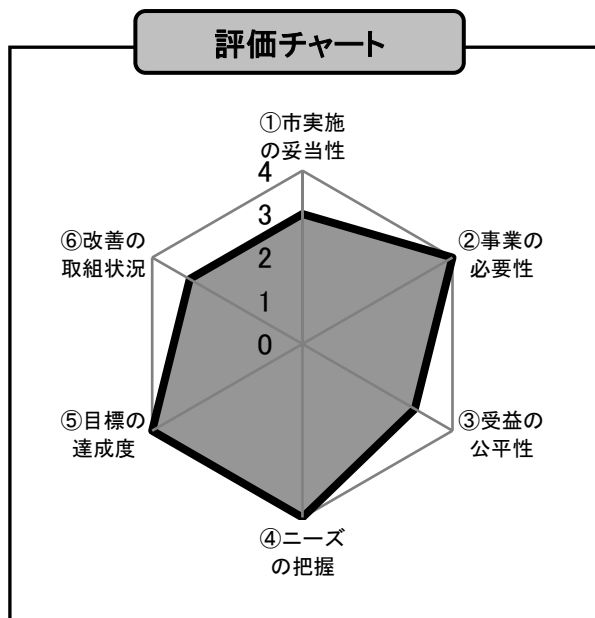 評価チャート
①市実施
の妥当性
4
3
2
1
0
②事業の
必要性
③受益の
公平性
④ニーズ
の把握
⑤目標の
達成度
⑥改善の
取組状況